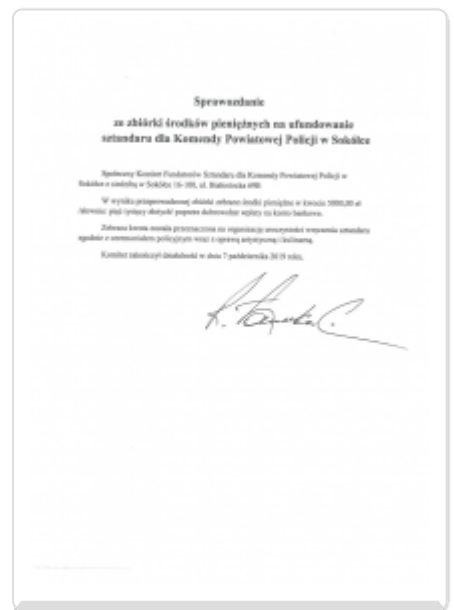 Sprawozdanie
ze zbiórki środków pieniężnych na ufundowanie
sztandaru dla Komendy Powiatowej Policji w Sokółce
Społeczny Komitet Fundatorów Sztandaru dla Komendy Powiatowej Policji w
Sokółce z siedzibą w Sokółce 16-100, ul. Białostocka 69B.
W wyniku przeprowadzonej zbiórki zebrano środki pieniężne w kwocie 5000,00 zł
/słownie: pięć tysięcy złotych/ poprzez dobrowolne wpłaty na konto bankowe.
Zebrana kwota została przeznaczona na organizację uroczystości wręczenia sztandaru
zgodnie z ceremoniałem policyjnym wraz z oprawą artystyczną i kulinarną.
Komitet zakończył działalność w dniu 7 października 2019 roku.